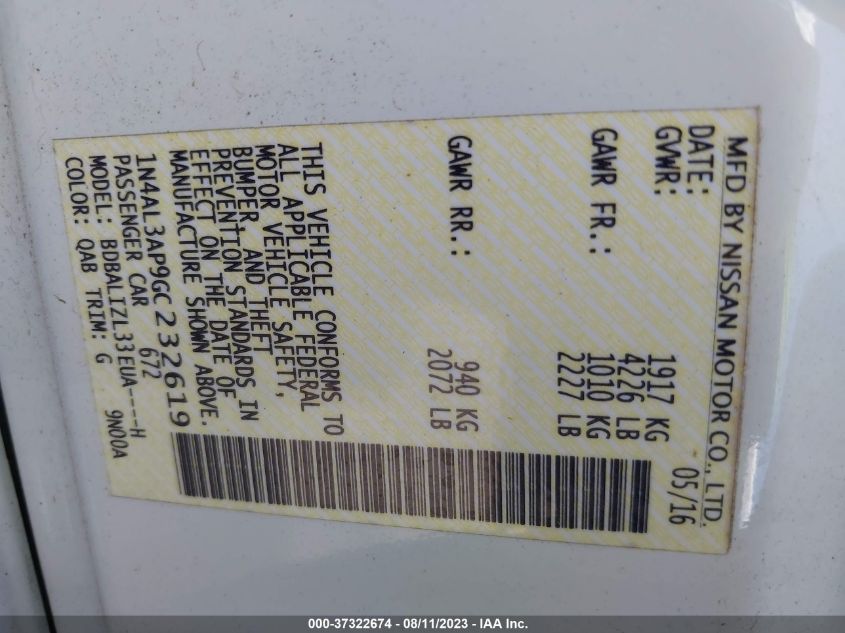 MFD BY NISSAN MOTOR CO., LTD.
DATE: 05/16
GVWR: 1917 KG
4226 LB
GAWR FR.: 1010 KG
2227 LB
GAWR RR.: 940 KG
2072 LB
THIS VEHICLE CONFORMS TO
ALL APPLICABLE FEDERAL
MOTOR VEHICLE SAFETY,
BUMPER, AND THEFT
PREVENTION STANDARDS IN
EFFECT ON THE DATE OF
MANUFACTURE SHOWN ABOVE.
1N4AL3AP9GC232619
PASSENGER CAR 672
MODEL: BDBALIZL33EUA----H
COLOR: QAB TRIM: G 9N00A
000-37322674 - 08/11/2023 - IAA Inc.